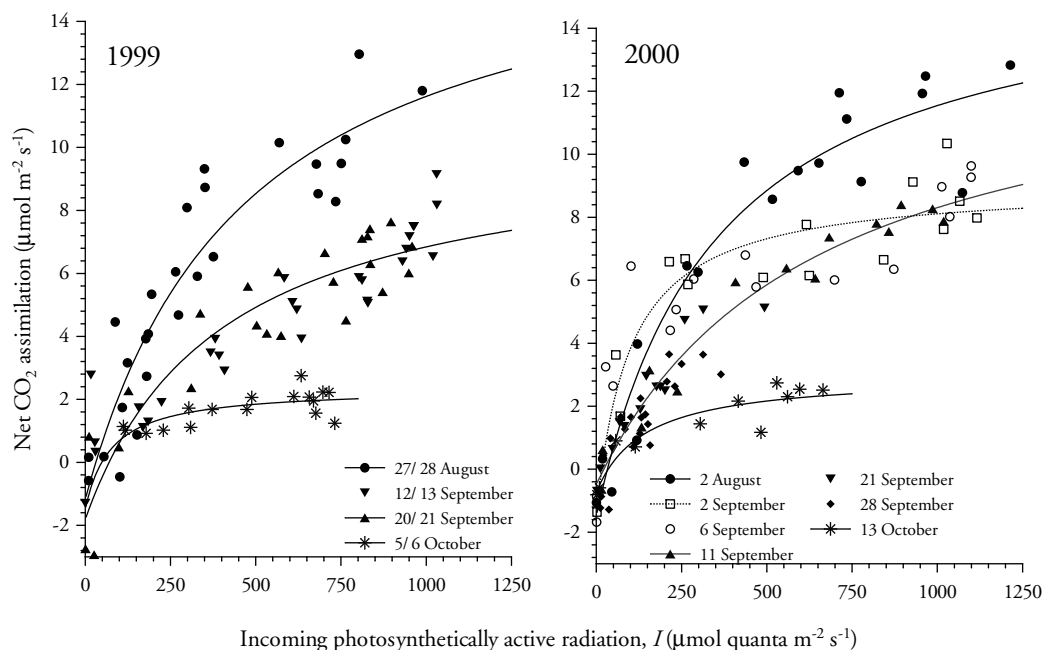 1999
14
12
10
8
6
4
2
0
-2
Net CO2 assimilation (µmol m-2 s-1)
27/ 28 August
12/ 13 September
20/ 21 September
5/ 6 October
0 250 500 750 1000 1250
2000
14
12
10
8
6
4
2
0
-2
2 August
2 September
6 September
11 September
21 September
28 September
13 October
0 250 500 750 1000 1250
Incoming photosynthetically active radiation, I (µmol quanta m-2 s-1)